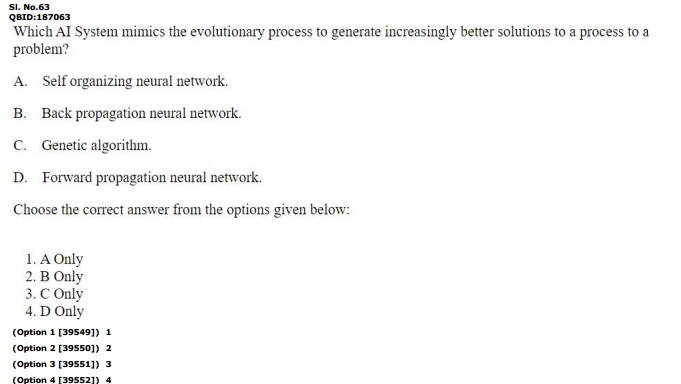 Sl. No.63
QBID:187063
Which AI System mimics the evolutionary process to generate increasingly better solutions to a process to a
problem?
A. Self organizing neural network.
B. Back propagation neural network.
C. Genetic algorithm.
D. Forward propagation neural network.
Choose the correct answer from the options given below:
1. A Only
2. B Only
3. C Only
4. D Only
(Option 1 [39549]) 1
(Option 2 [39550]) 2
(Option 3 [39551]) 3
(Option 4 [39552]) 4